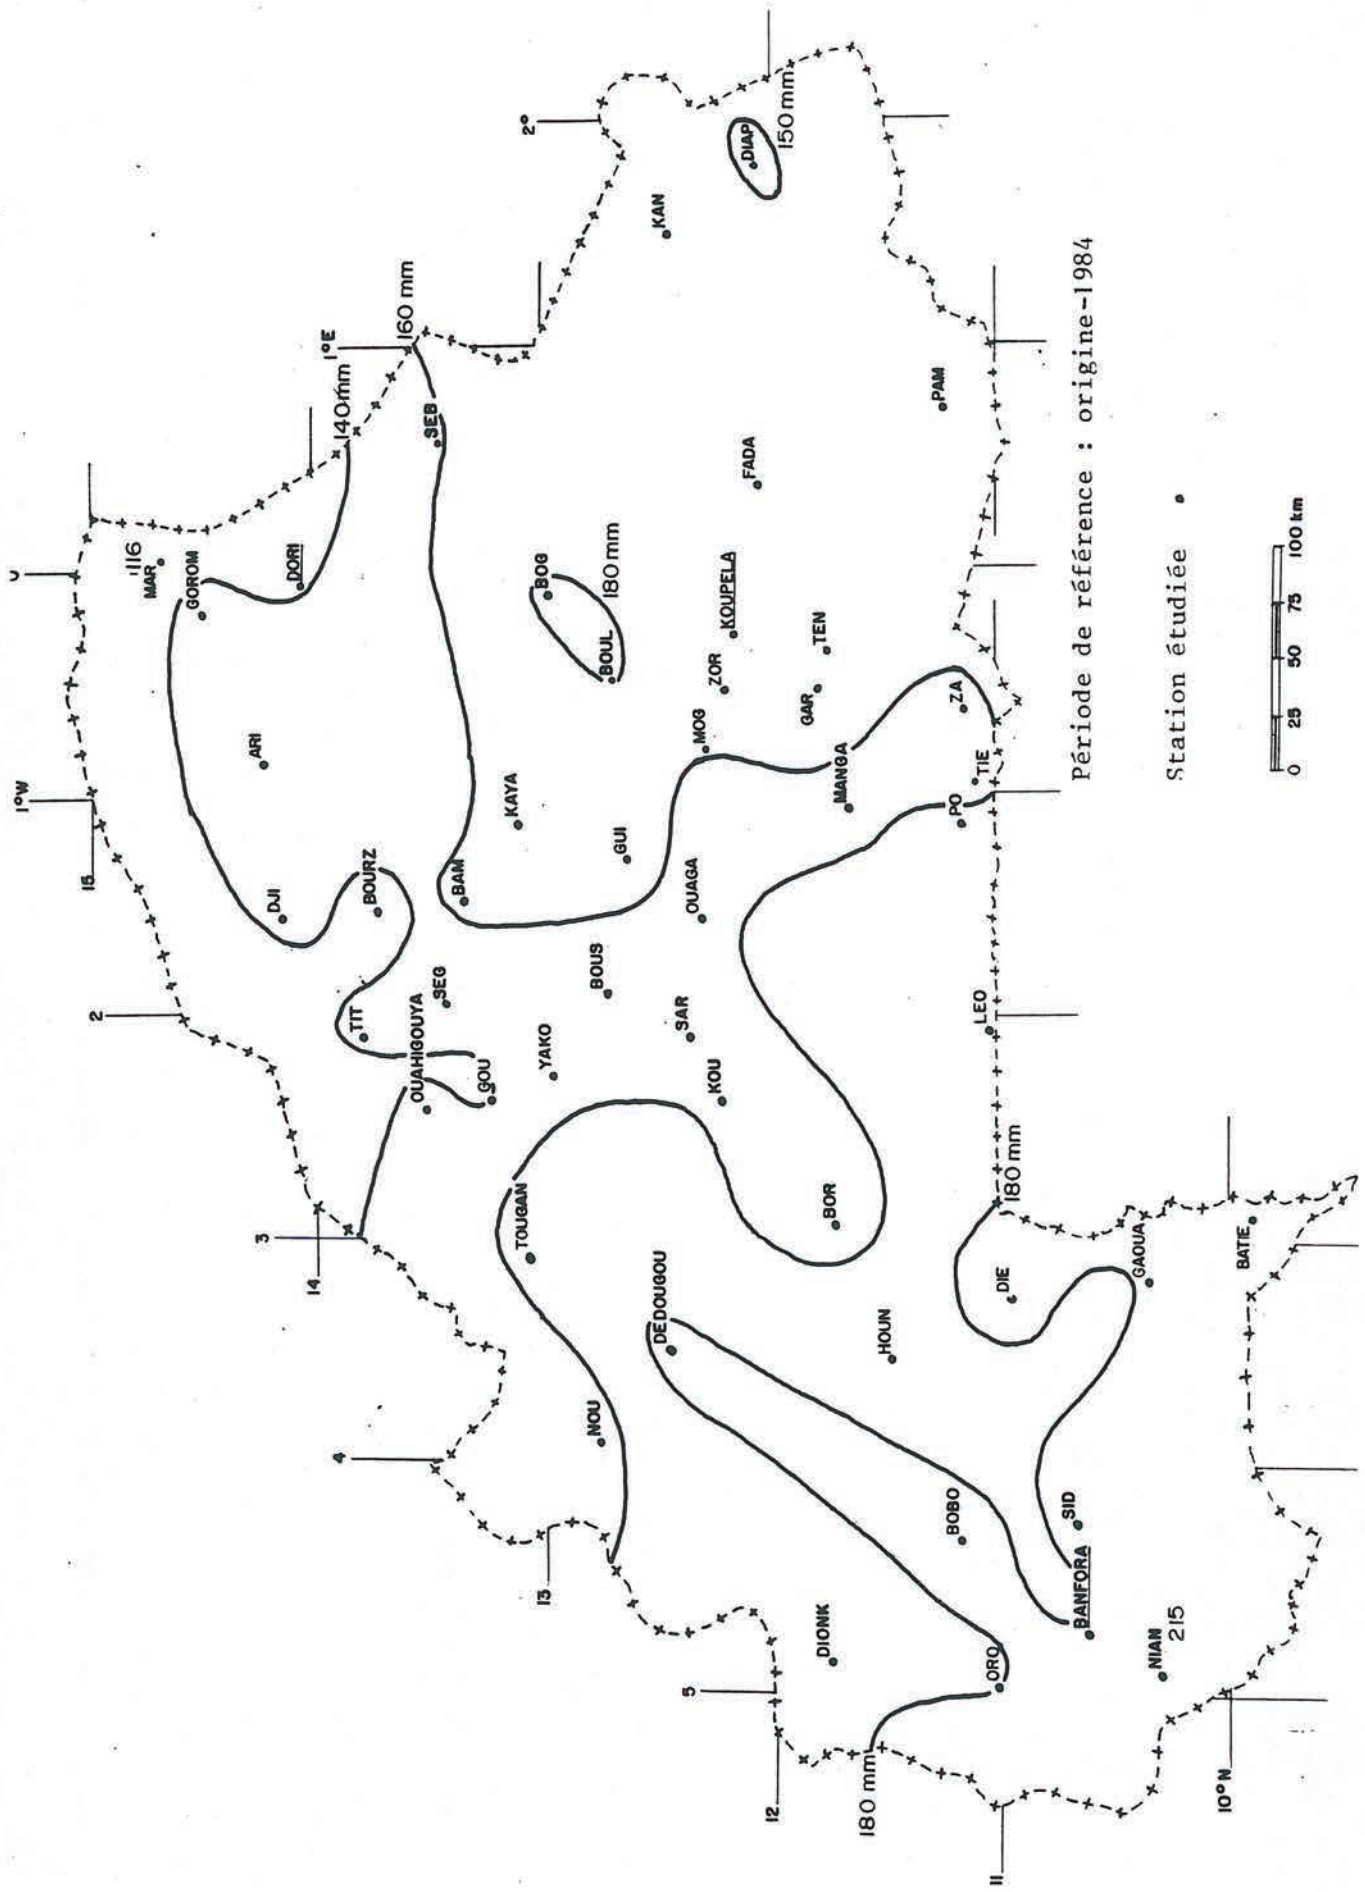 1°W
2
3
4
5
15
14
13
12
11
10°N
1°E
2°
MAR
116
GOROM
DORI
140 mm
160 mm
ARI
DJI
BOURZ
TIT
OUAHIGOUYA
SEG
GOU
BAM
SEB
KAYA
BOG
BOUL
180 mm
KAN
DIAP
150 mm
GUI
BOUS
YAKO
TOUGAN
NOU
DEDOUGOU
SAR
KOU
OUAGA
MOG
ZOR
KOUPELA
FADA
GAR
TEN
MANGA
PAM
ZA
TIE
PO
LEO
BOR
HOUN
DIE
180 mm
GAOUA
BATIE
DIONK
BOBO
ORO
SID
BANFORA
NIAN
215
180 mm
Période de référence : origine-1984
Station étudiée
0 25 50 75 100 km